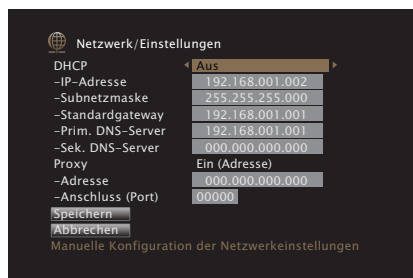 Netzwerk/Einstellungen
DHCP Aus
-IP-Adresse 192.168.001.002
-Subnetzmaske 255.255.255.000
-Standardgateway 192.168.001.001
-Prim. DNS-Server 192.168.001.001
-Sek. DNS-Server 000.000.000.000
Proxy Ein (Adresse)
-Adresse 000.000.000.000
-Anschluss (Port) 00000
Speichern
Abbrechen
Manuelle Konfiguration der Netzwerkeinstellungen